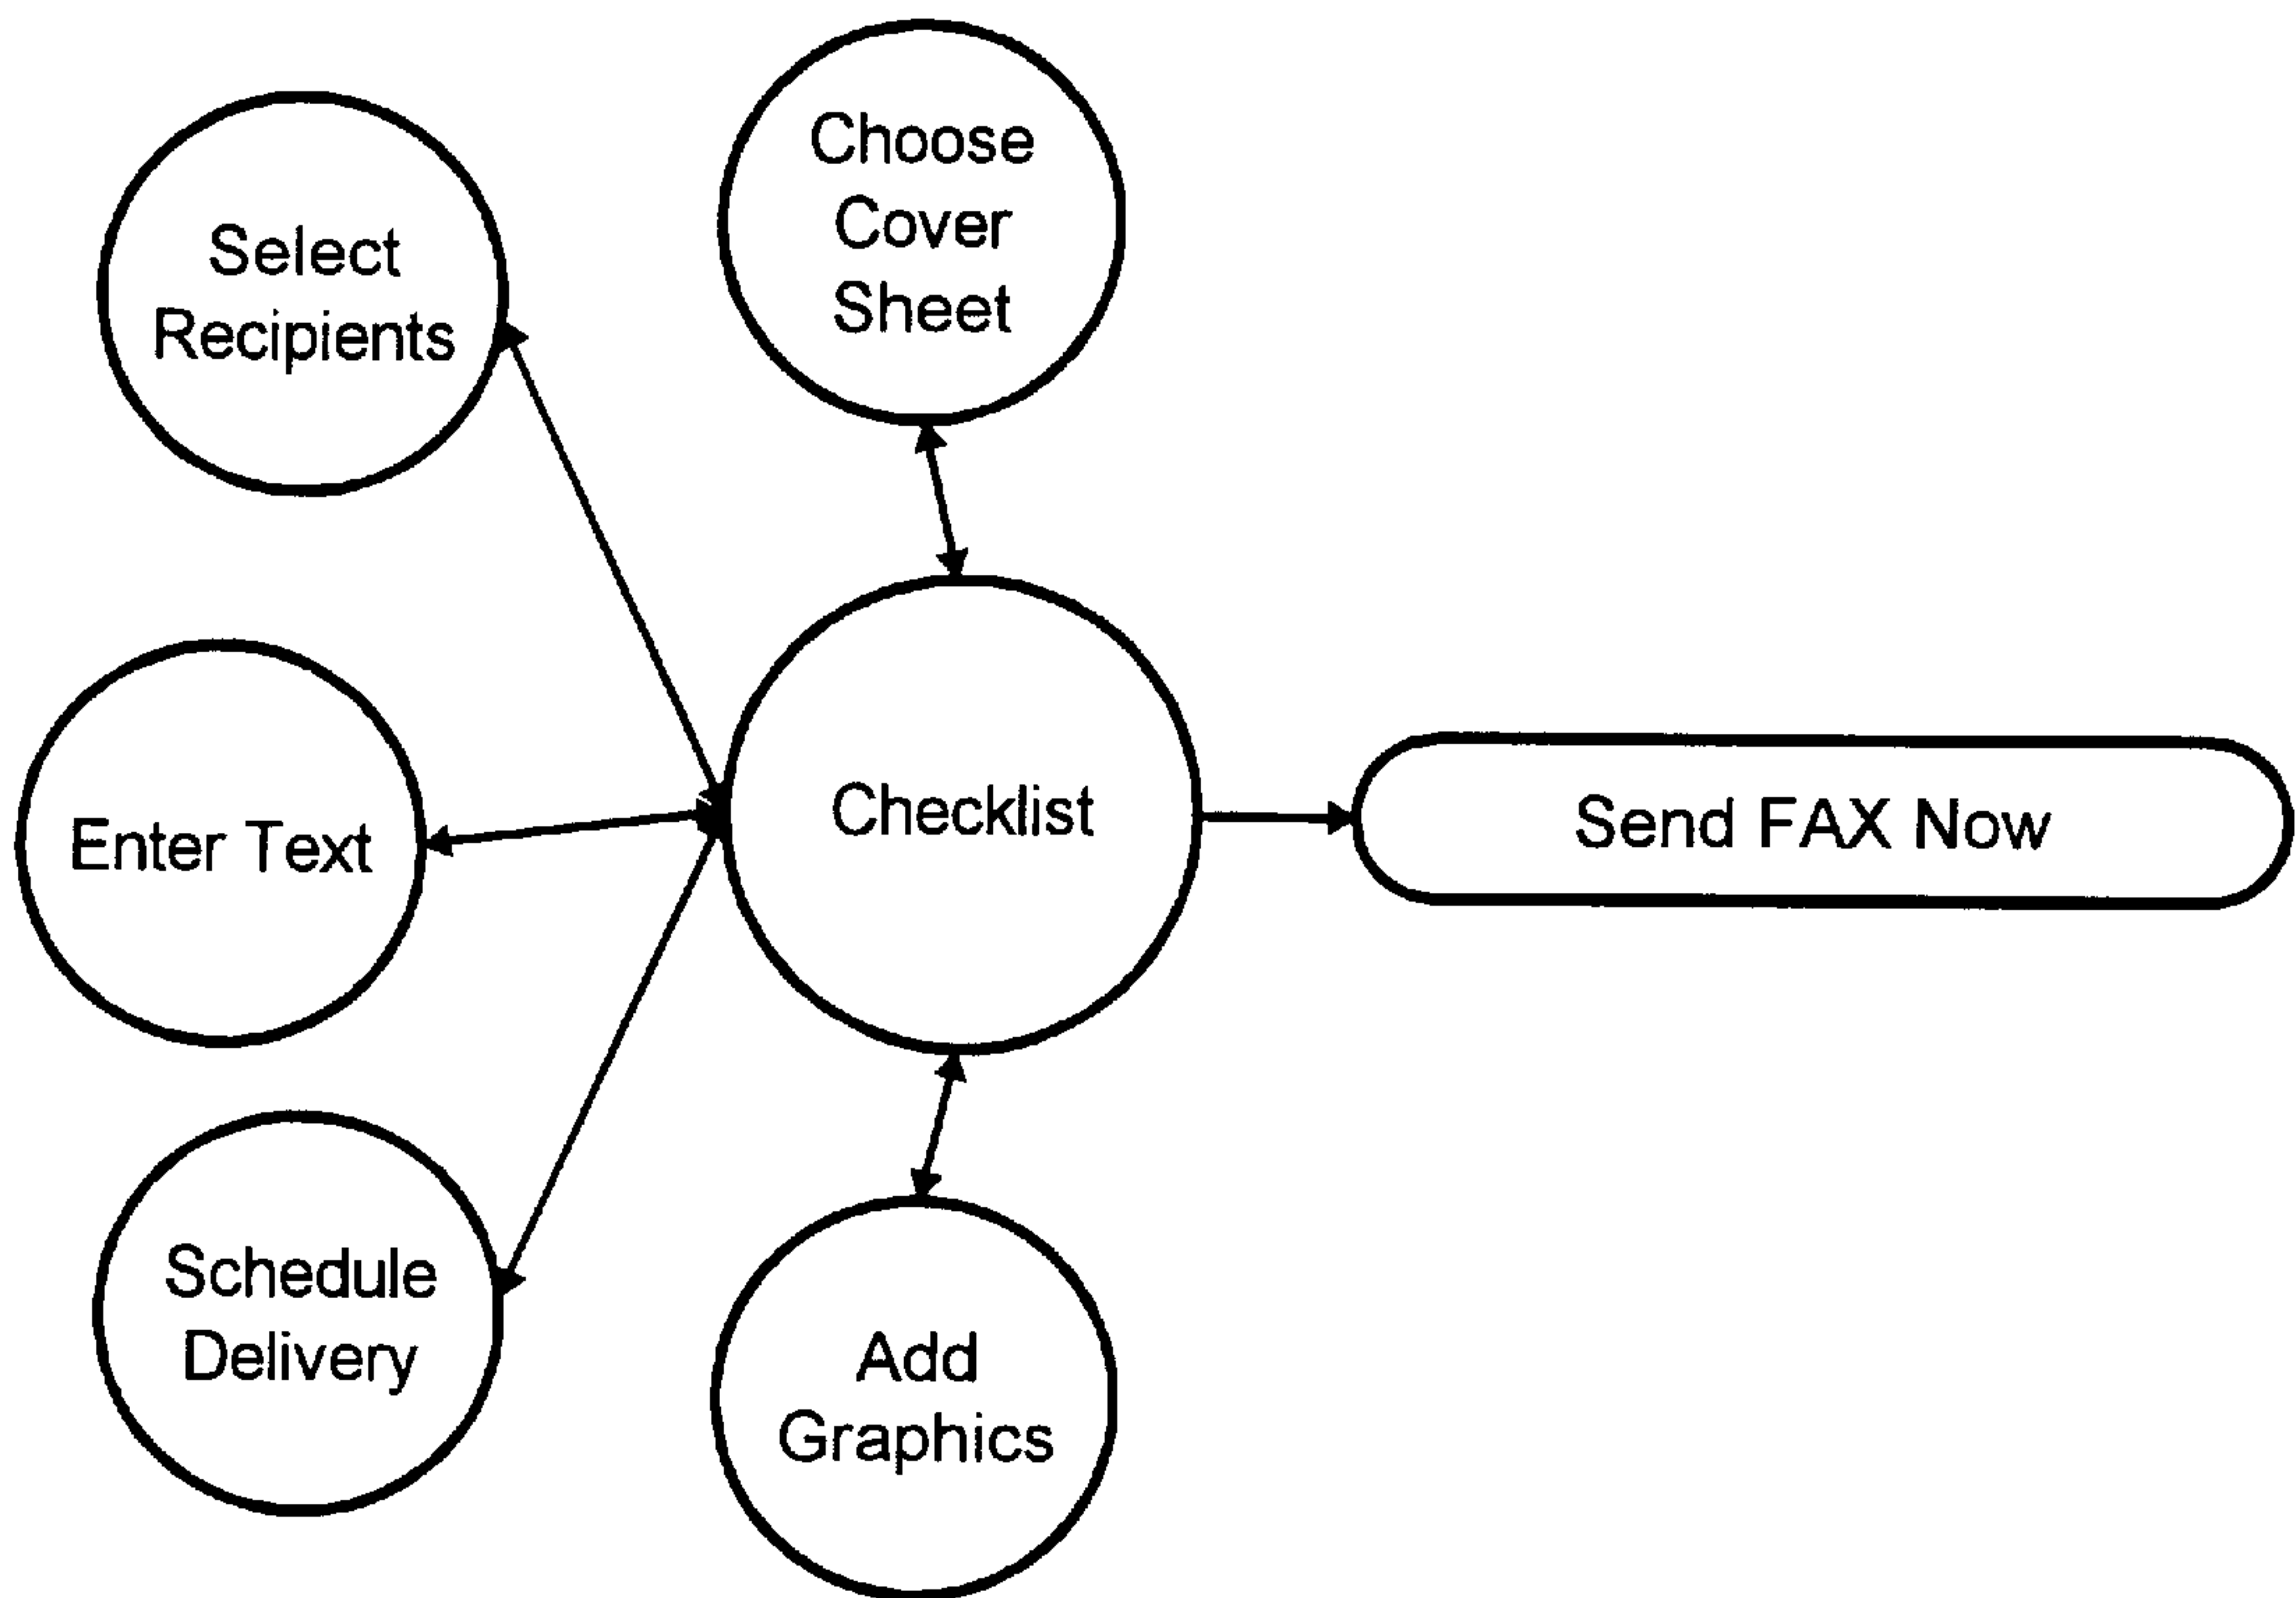 Choose
Cover
Sheet
Select
Recipients
Checklist
Send FAX Now
Enter Text
Schedule
Delivery
Add
Graphics